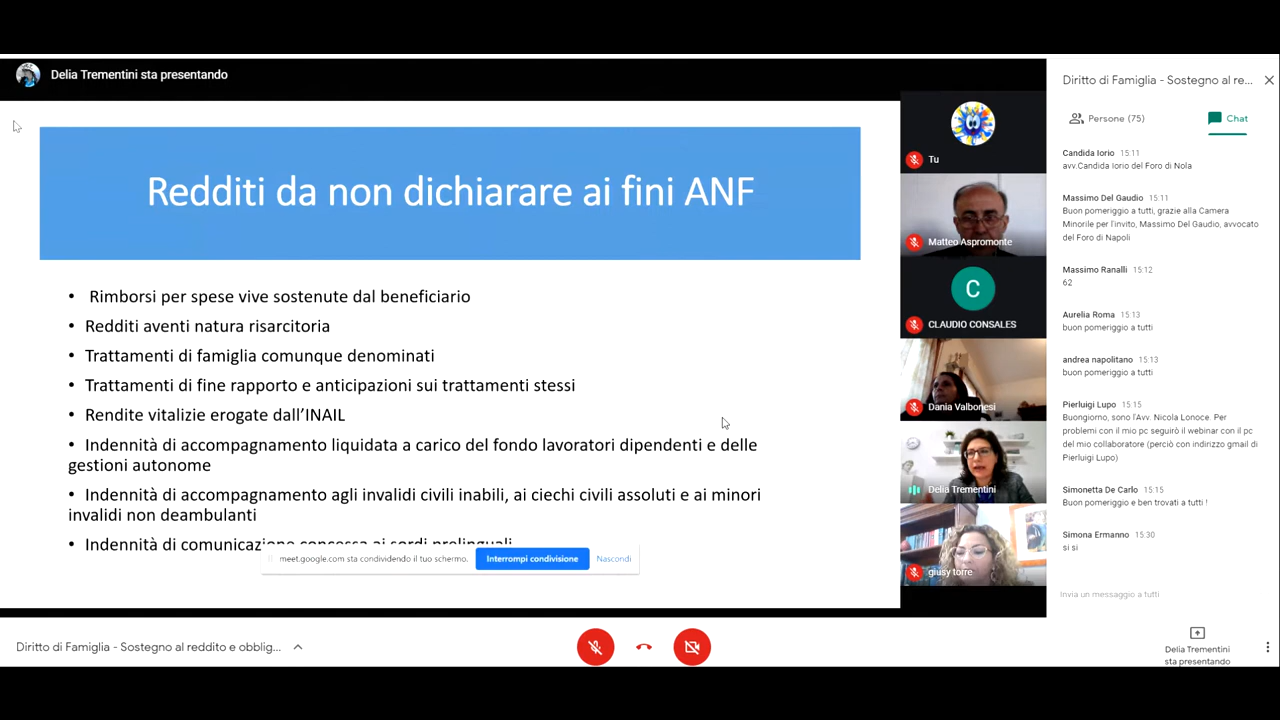 Delia Trementini sta presentando
Redditi da non dichiarare ai fini ANF
• Rimborsi per spese vive sostenute dal beneficiario
• Redditi aventi natura risarcitoria
• Trattamenti di famiglia comunque denominati
• Trattamenti di fine rapporto e anticipazioni sui trattamenti stessi
• Rendite vitalizie erogate dall’INAIL
• Indennità di accompagnamento liquidata a carico del fondo lavoratori dipendenti e delle
gestioni autonome
• Indennità di accompagnamento agli invalidi civili inabili, ai ciechi civili assoluti e ai minori
invalidi non deambulanti
• Indennità di comunicazione concessa ai sordi prelinguali
meet.google.com sta condividendo il tuo schermo.
Interrompi condivisione
Nascondi
Tu
Matteo Aspromonte
C
CLAUDIO CONSALES
Dania Valbonesi
Delia Trementini
giusy torre
Diritto di Famiglia - Sostegno al re...
Persone (75)
Chat
Candida Iorio 15:11
avv.Candida Iorio del Foro di Nola
Massimo Del Gaudio 15:11
Buon pomeriggio a tutti, grazie alla Camera
Minorile per l'invito, Massimo Del Gaudio, avvocato
del Foro di Napoli
Massimo Ranalli 15:12
62
Aurelia Roma 15:13
buon pomeriggio a tutti
andrea napolitano 15:13
buon pomeriggio a tutti
Pierluigi Lupo 15:15
Buongiorno, sono l'Avv. Nicola Lonoce. Per
problemi con il mio pc seguirò il webinar con il pc
del mio collaboratore (perciò con indirizzo gmail di
Pierluigi Lupo)
Simonetta De Carlo 15:15
Buon pomeriggio e ben trovati a tutti !
Simona Ermanno 15:30
si si
Invia un messaggio a tutti
Diritto di Famiglia - Sostegno al reddito e obblig...
Delia Trementini
sta presentando